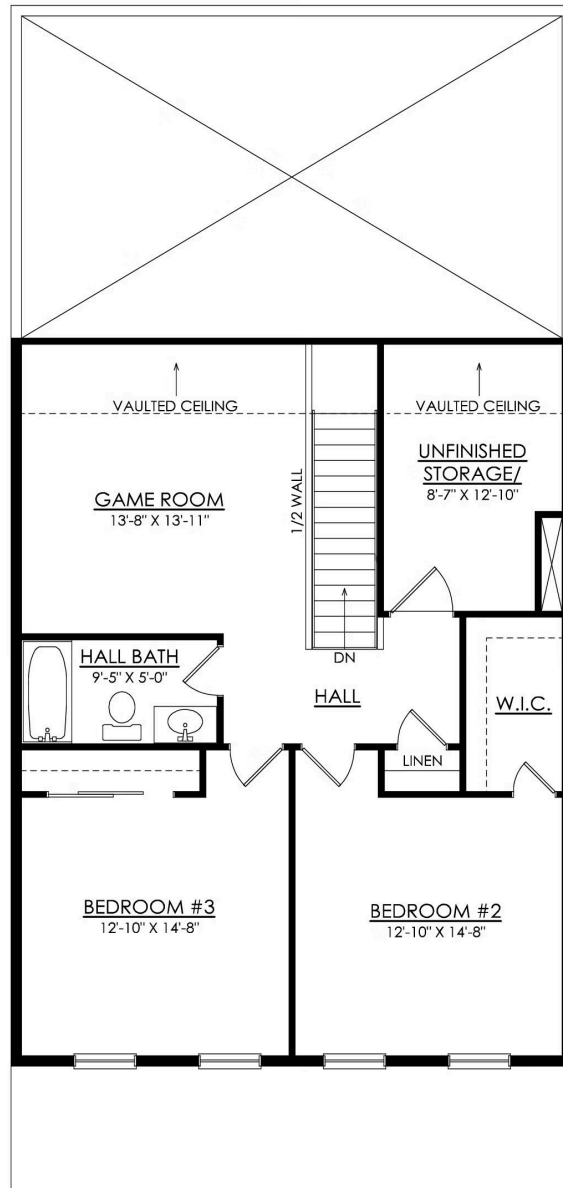 VAULTED CEILING
VAULTED CEILING
GAME ROOM
13'-8" X 13'-11"
1/2 WALL
UNFINISHED
STORAGE/
8'-7" X 12'-10"
HALL BATH
9'-5" X 5'-0"
DN
HALL
W.I.C.
LINEN
BEDROOM #3
12'-10" X 14'-8"
BEDROOM #2
12'-10" X 14'-8"